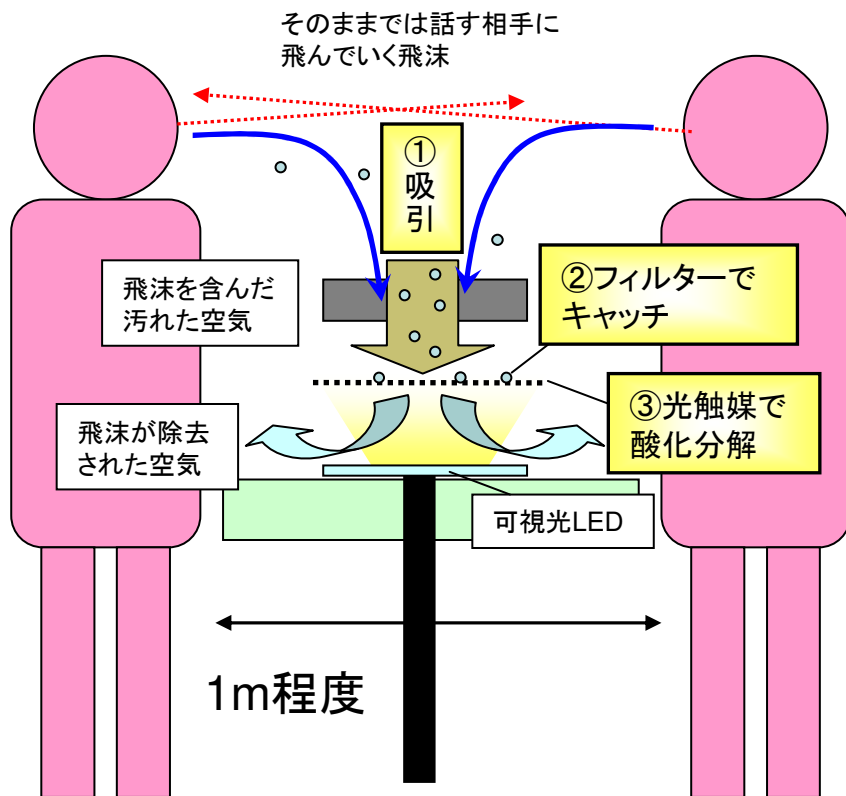 そのままでは話す相手に
飛んでいく飛沫
①
吸
引
飛沫を含んだ
汚れた空気
②フィルターで
キャッチ
飛沫が除去
された空気
③光触媒で
酸化分解
可視光LED
1m程度